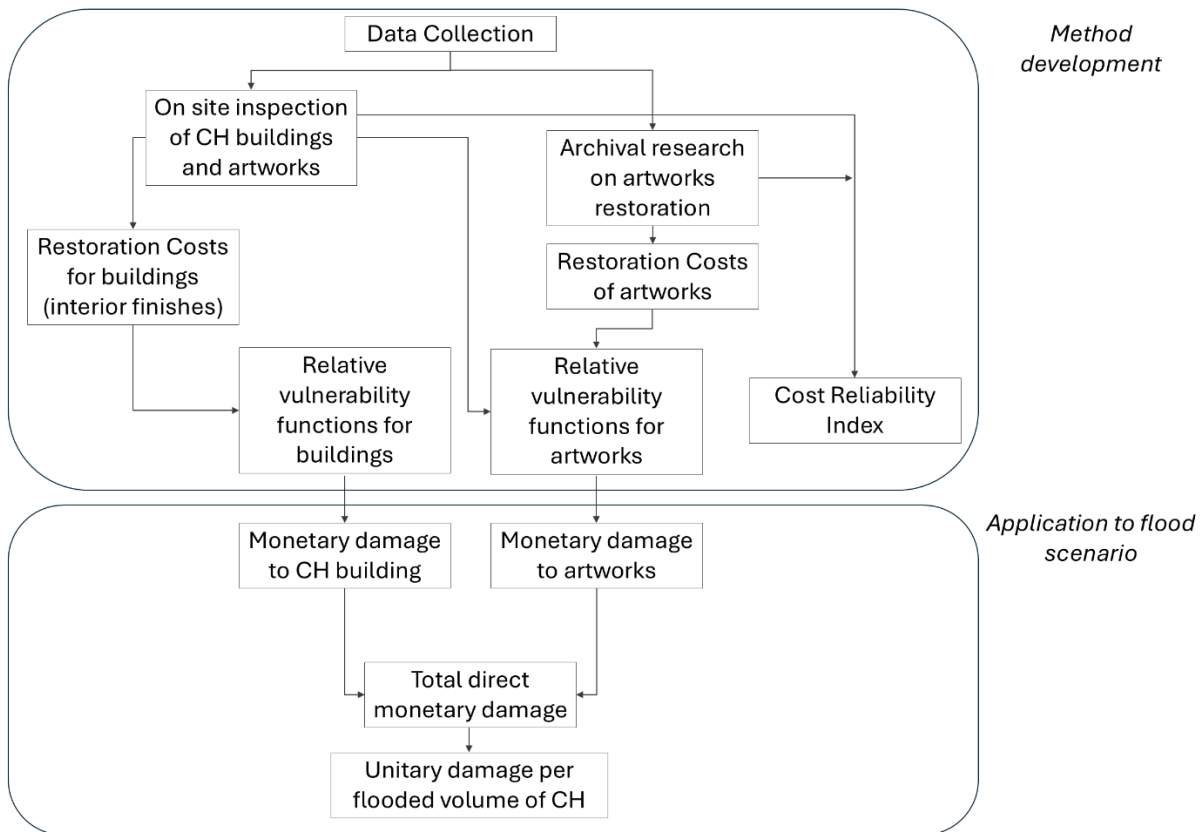 Data Collection
Method
development
On site inspection
of CH buildings
and artworks
Archival research
on artworks
restoration
Restoration Costs
for buildings
(interior finishes)
Restoration Costs
of artworks
Relative
vulnerability
functions for
buildings
Relative
vulnerability
functions for
artworks
Cost Reliability
Index
Application to flood
scenario
Monetary damage
to CH building
Monetary damage
to artworks
Total direct
monetary damage
Unitary damage per
flooded volume of CH